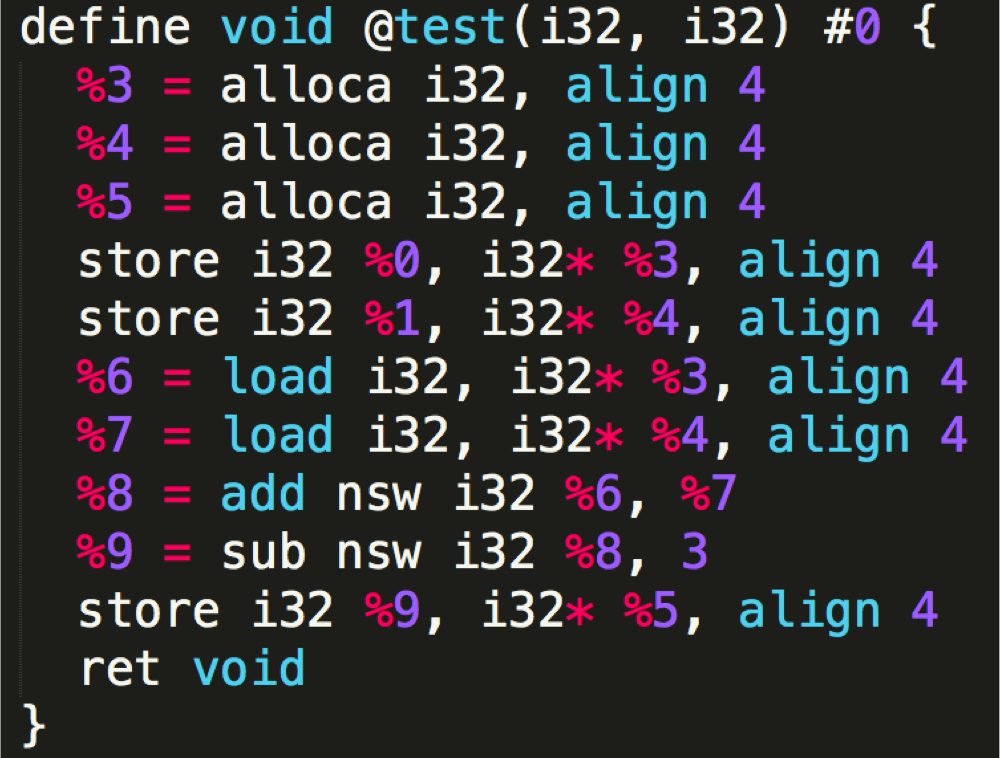 define void @test(i32, i32) #0 {
  %3 = alloca i32, align 4
  %4 = alloca i32, align 4
  %5 = alloca i32, align 4
  store i32 %0, i32* %3, align 4
  store i32 %1, i32* %4, align 4
  %6 = load i32, i32* %3, align 4
  %7 = load i32, i32* %4, align 4
  %8 = add nsw i32 %6, %7
  %9 = sub nsw i32 %8, 3
  store i32 %9, i32* %5, align 4
  ret void
}